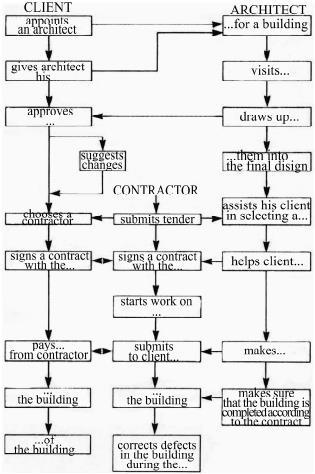 CLIENT
ARCHITECT
appoints
an architect
...for a building
gives architect
his
visits...
approves
...
draws up...
suggests
changes
...them into
the final disign
CONTRACTOR
chooses a
contractor
submits tender
assists his client
in selecting a...
signs a contract
with the...
signs a contract
with the...
helps client...
starts work on
...
pays...
from contractor
submits
to client...
makes...
...
the building
...
the building
makes sure
that the building is
completed according
to the contract
...of
the building
corrects defects
in the building
during the...